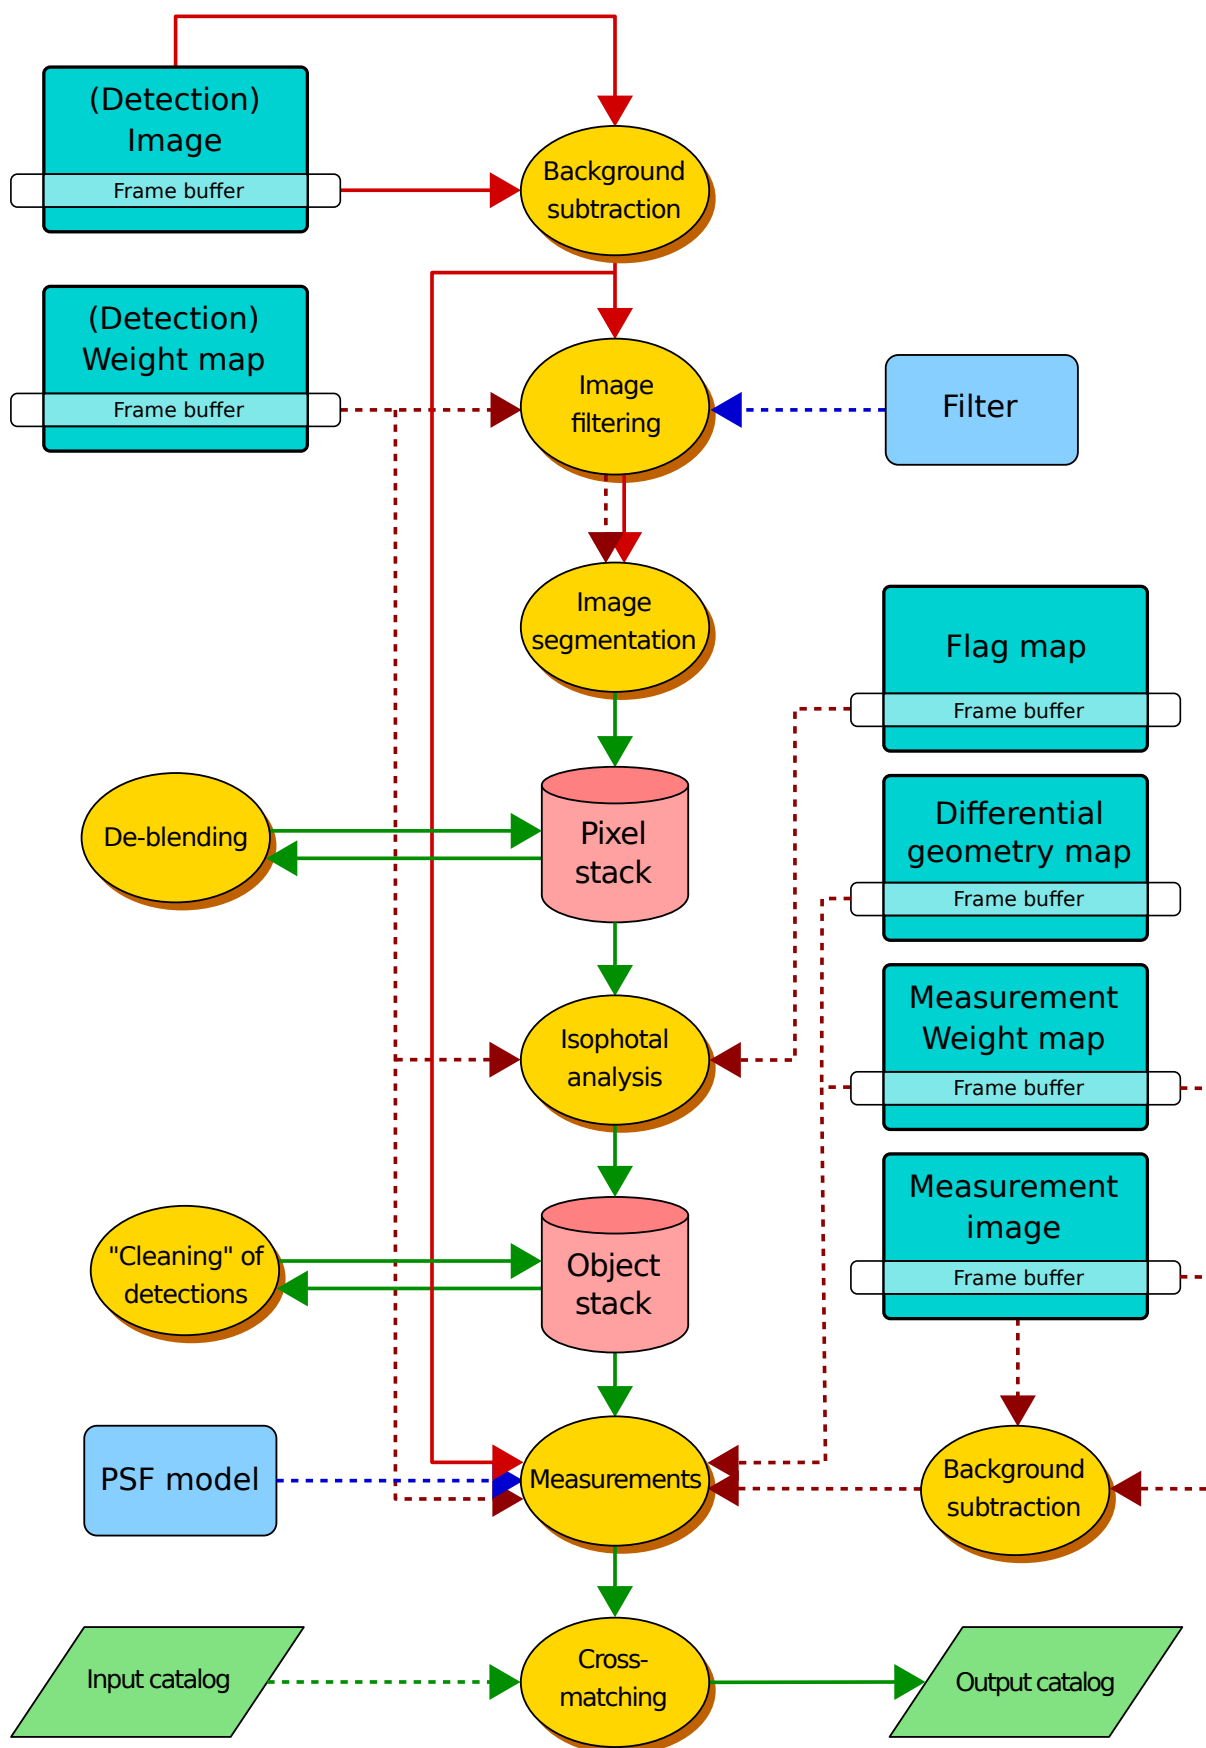 (Detection)
Image
Frame buffer
Background
subtraction
(Detection)
Weight map
Frame buffer
Image
filtering
Filter
Image
segmentation
Flag map
Frame buffer
De-blending
Pixel
stack
Differential
geometry map
Frame buffer
Isophotal
analysis
Measurement
Weight map
Frame buffer
"Cleaning" of
detections
Object
stack
Measurement
image
Frame buffer
PSF model
Measurements
Background
subtraction
Input catalog
Cross-
matching
Output catalog